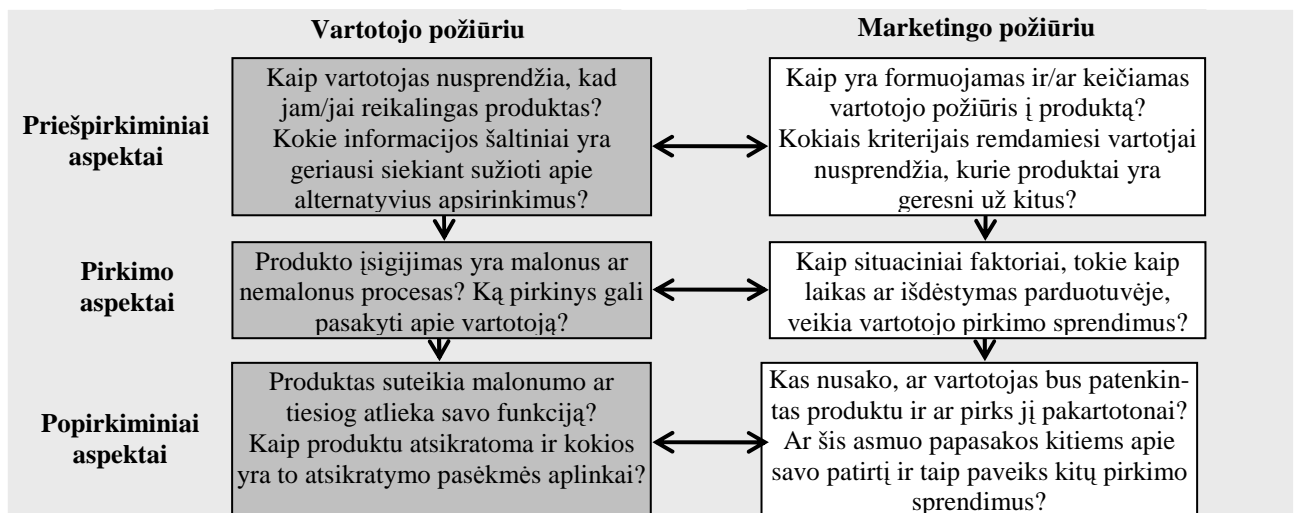 Vartotojo požiūriu
Marketingo požiūriu
Priešpirkiminiai
aspektai
Kaip vartotojas nusprendžia, kad
jam/jai reikalingas produktas?
Kokie informacijos šaltiniai yra
geriausi siekiant sužioti apie
alternatyvius apsirinkimus?
Kaip yra formuojamas ir/ar keičiamas
vartotojo požiūris į produktą?
Kokiais kriterijais remdamiesi vartotjai
nusprendžia, kurie produktai yra
geresni už kitus?
Pirkimo
aspektai
Produkto įsigijimas yra malonus ar
nemalonus procesas? Ką pirkinys gali
pasakyti apie vartotoją?
Kaip situaciniai faktoriai, tokie kaip
laikas ar išdėstymas parduotuvėje,
veikia vartotojo pirkimo sprendimus?
Popirkiminiai
aspektai
Produktas suteikia malonumo ar
tiesiog atlieka savo funkciją?
Kaip produktu atsikratoma ir kokios
yra to atsikratymo pasėkmės aplinkai?
Kas nusako, ar vartotojas bus patenkin-
tas produktu ir ar pirks jį pakartotonai?
Ar šis asmuo papasakos kitiems apie
savo patirtį ir taip paveiks kitų pirkimo
sprendimus?